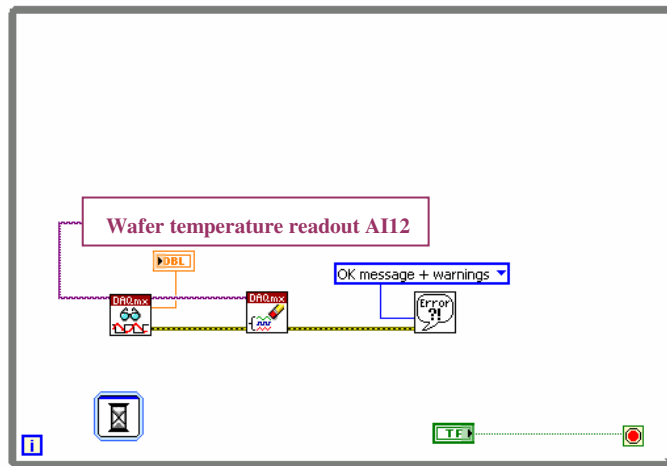 Wafer temperature readout AI12
DBL
OK message + warnings
DAQmx
DAQmx
Error
?!
i
TF